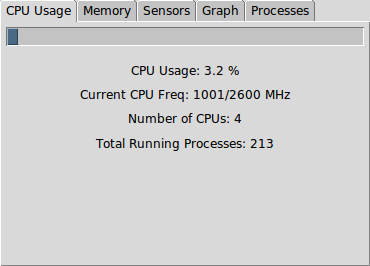 CPU Usage Memory Sensors Graph Processes
CPU Usage: 3.2 %
Current CPU Freq: 1001/2600 MHz
Number of CPUs: 4
Total Running Processes: 213